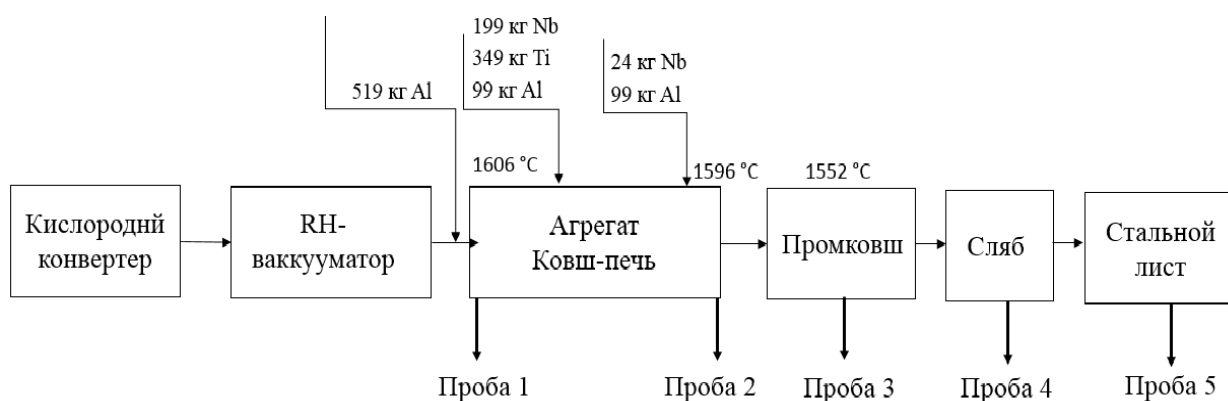 519 кг Al
199 кг Nb
349 кг Ti
99 кг Al
24 кг Nb
99 кг Al
1606 °C
1596 °C
1552 °C
Кислороднй
конвертер
RH-
ваккууматор
Агрегат
Ковш-печь
Промковш
Сляб
Стальной
лист
Проба 1
Проба 2
Проба 3
Проба 4
Проба 5